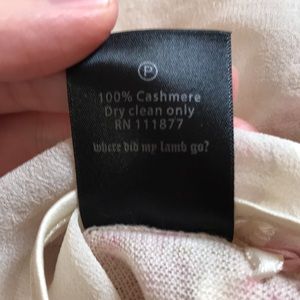 P
100% Cashmere
Dry clean only
RN 111877
where did my lamb go?